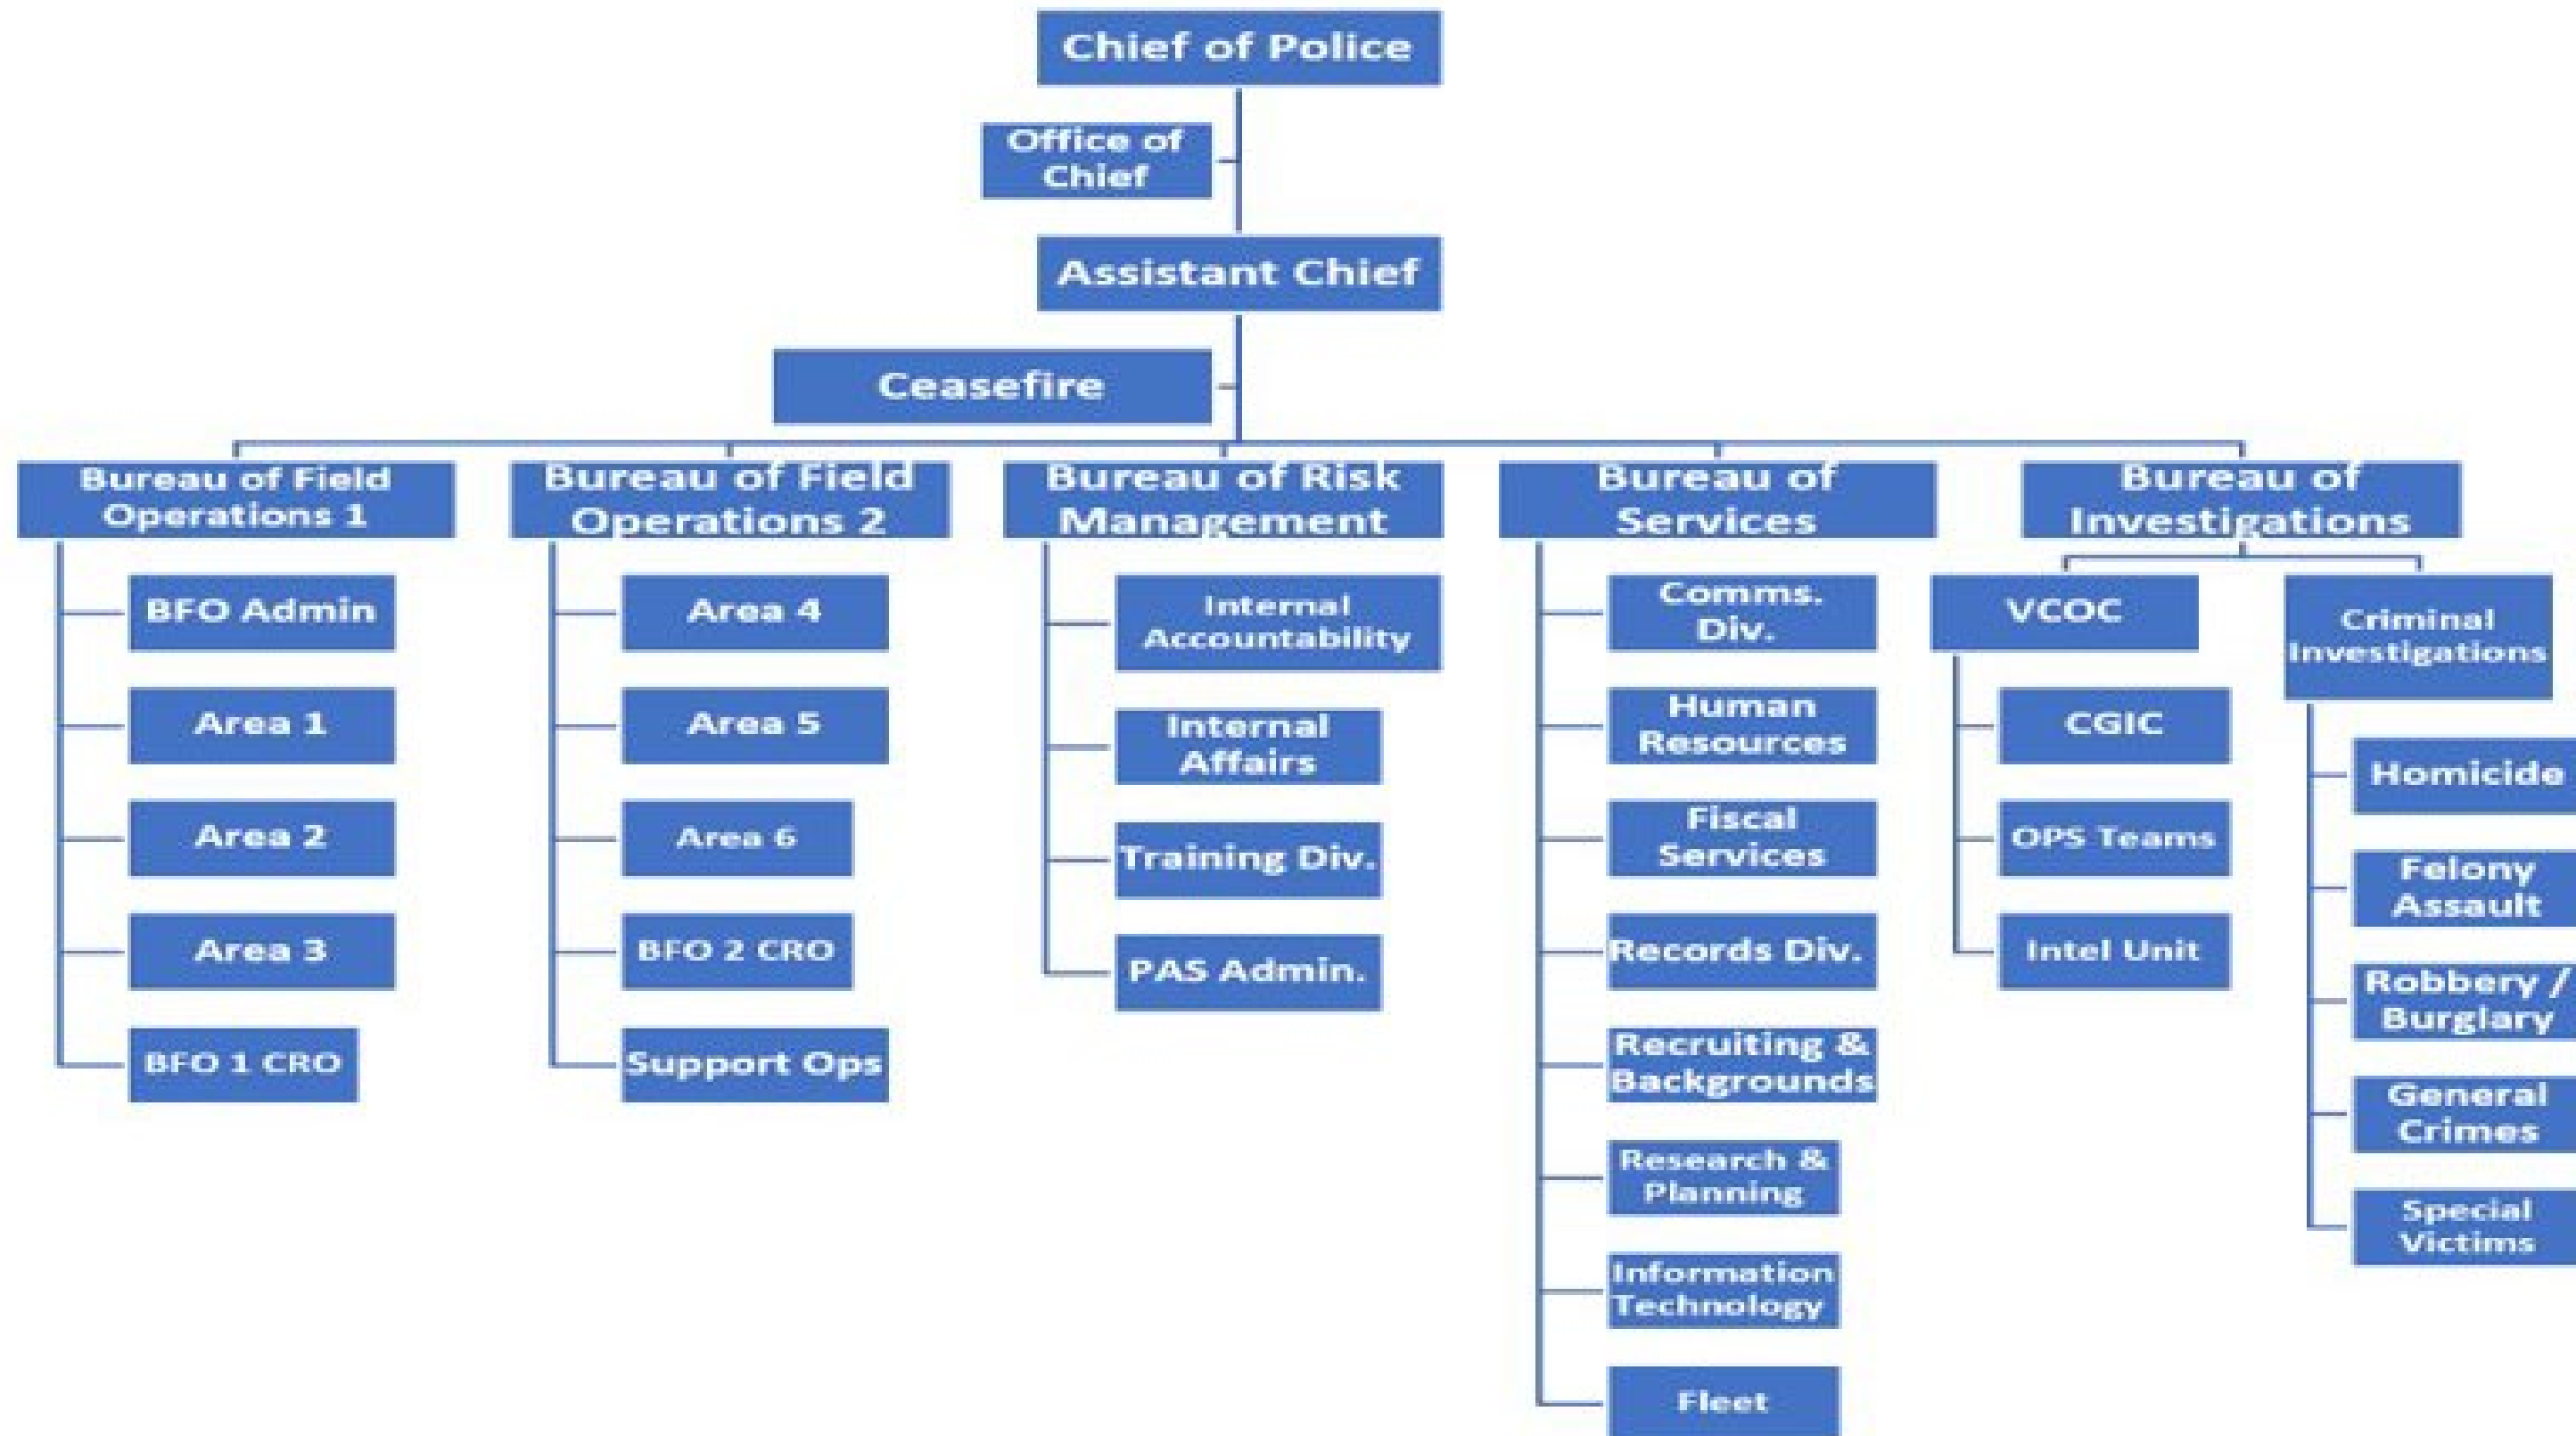 Chief of Police
Office of
Chief
Assistant Chief
Ceasefire
Bureau of Field
Operations 1
BFO Admin
Area 1
Area 2
Area 3
BFO 1 CRO
Bureau of Field
Operations 2
Area 4
Area 5
Area 6
BFO 2 CRO
Support Ops
Bureau of Risk
Management
Internal
Accountability
Internal
Affairs
Training Div.
PAS Admin.
Bureau of
Services
Comms.
Div.
Human
Resources
Fiscal
Services
Records Div.
Recruiting &
Backgrounds
Research &
Planning
Information
Technology
Fleet
Bureau of
Investigations
VCOC
CGIC
OPS Teams
Intel Unit
Criminal
Investigations
Homicide
Felony
Assault
Robbery /
Burglary
General
Crimes
Special
Victims